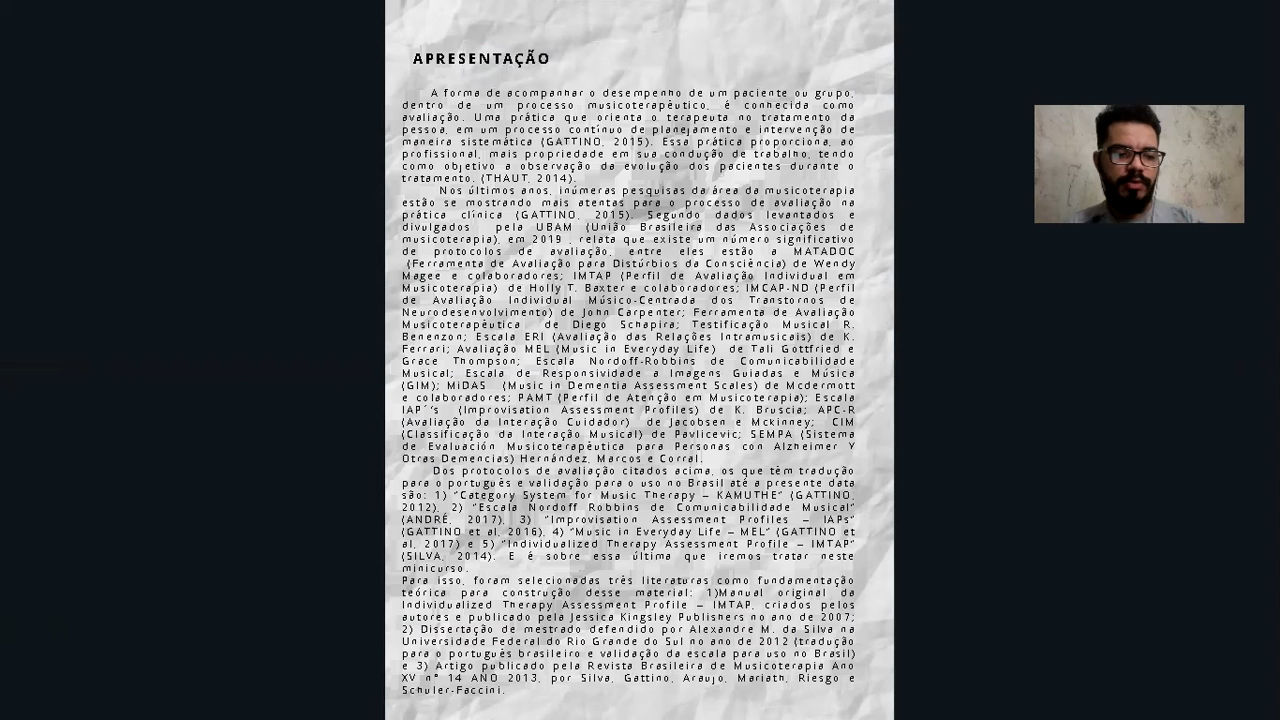 APRESENTAÇÃO
A forma de acompanhar o desempenho de um paciente ou grupo,
dentro de um processo musicoterapêutico, é conhecida como
avaliação. Uma prática que orienta o terapeuta no tratamento da
pessoa, em um processo contínuo de planejamento e intervenção de
maneira sistemática (GATTINO, 2015). Essa prática proporciona, ao
profissional, mais propriedade em sua condução de trabalho, tendo
como objetivo a observação da evolução dos pacientes durante o
tratamento. (THAUT, 2014).
Nos últimos anos, inúmeras pesquisas da área da musicoterapia
estão se mostrando mais atentas para o processo de avaliação na
prática clínica (GATTINO, 2015). Segundo dados levantados e
divulgados pela UBAM (União Brasileira das Associações de
musicoterapia), em 2019 , relata que existe um número significativo
de protocolos de avaliação, entre eles estão a MATADOC
(Ferramenta de Avaliação para Distúrbios da Consciência) de Wendy
Magee e colaboradores; IMTAP (Perfil de Avaliação Individual em
Musicoterapia) de Holly T. Baxter e colaboradores; IMCAP-ND (Perfil
de Avaliação Individual Músico-Centrada dos Transtornos de
Neurodesenvolvimento) de John Carpenter; Ferramenta de Avaliação
Musicoterapêutica de Diego Schapira; Testificação Musical R.
Benenzon; Escala ERI (Avaliação das Relações Intramusicais) de K.
Ferrari; Avaliação MEL (Music in Everyday Life) de Tali Gottfried e
Grace Thompson; Escala Nordoff-Robbins de Comunicabilidade
Musical; Escala de Responsividade a Imagens Guiadas e Música
(GIM); MiDAS (Music in Dementia Assessment Scales) de Mcdermott
e colaboradores; PAMT (Perfil de Atenção em Musicoterapia); Escala
IAP´'s (Improvisation Assessment Profiles) de K. Bruscia; APC-R
(Avaliação da Interação Cuidador) de Jacobsen e Mckinney; CIM
(Classificação da Interação Musical) de Pavlicevic; SEMPA (Sistema
de Evaluación Musicoterapéutica para Personas con Alzheimer Y
Otras Demencias) Hernández, Marcos e Corral.
Dos protocolos de avaliação citados acima, os que têm tradução
para o português e validação para o uso no Brasil até a presente data
são: 1) "Category System for Music Therapy – KAMUTHE" (GATTINO,
2012), 2) "Escala Nordoff Robbins de Comunicabilidade Musical"
(ANDRÉ, 2017), 3) "Improvisation Assessment Profiles – IAPs"
(GATTINO et al, 2016), 4) "Music in Everyday Life – MEL" (GATTINO et
al, 2017) e 5) "Individualized Therapy Assessment Profile – IMTAP"
(SILVA, 2014). E é sobre essa última que iremos tratar neste
minicurso.
Para isso, foram selecionadas três literaturas como fundamentação
teórica para construção desse material: 1)Manual original da
Individualized Therapy Assessment Profile – IMTAP, criados pelos
autores e publicado pela Jessica Kingsley Publishers no ano de 2007;
2) Dissertação de mestrado defendido por Alexandre M. da Silva na
Universidade Federal do Rio Grande do Sul no ano de 2012 (tradução
para o português brasileiro e validação da escala para uso no Brasil)
e 3) Artigo publicado pela Revista Brasileira de Musicoterapia Ano
XV n° 14 ANO 2013, por Silva, Gattino, Araujo, Mariath, Riesgo e
Schuler-Faccini.